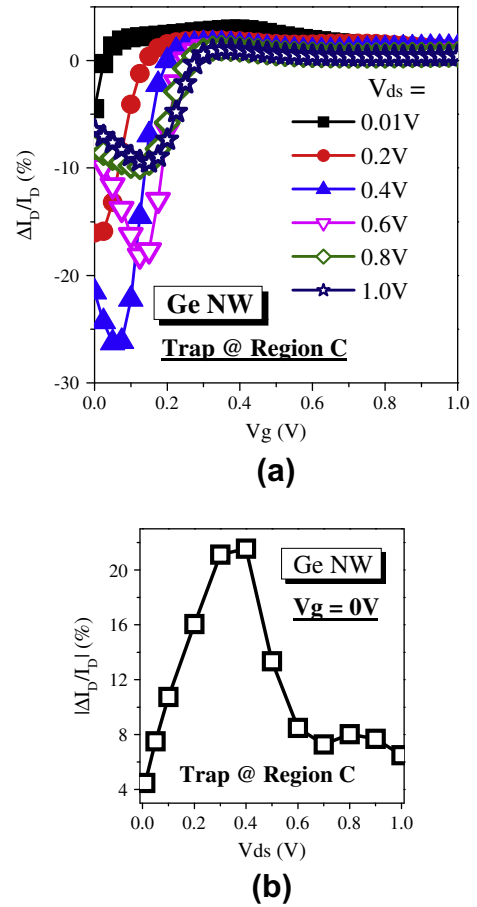 0
-10
-20
-30
ΔI_D/I_D (%)
V_ds =
0.01V
0.2V
0.4V
0.6V
0.8V
1.0V
Ge NW
Trap @ Region C
0.0 0.2 0.4 0.6 0.8 1.0
Vg (V)
(a)
20
16
12
8
4
|ΔI_D/I_D| (%)
Ge NW
Vg = 0V
Trap @ Region C
0.0 0.2 0.4 0.6 0.8 1.0
Vds (V)
(b)